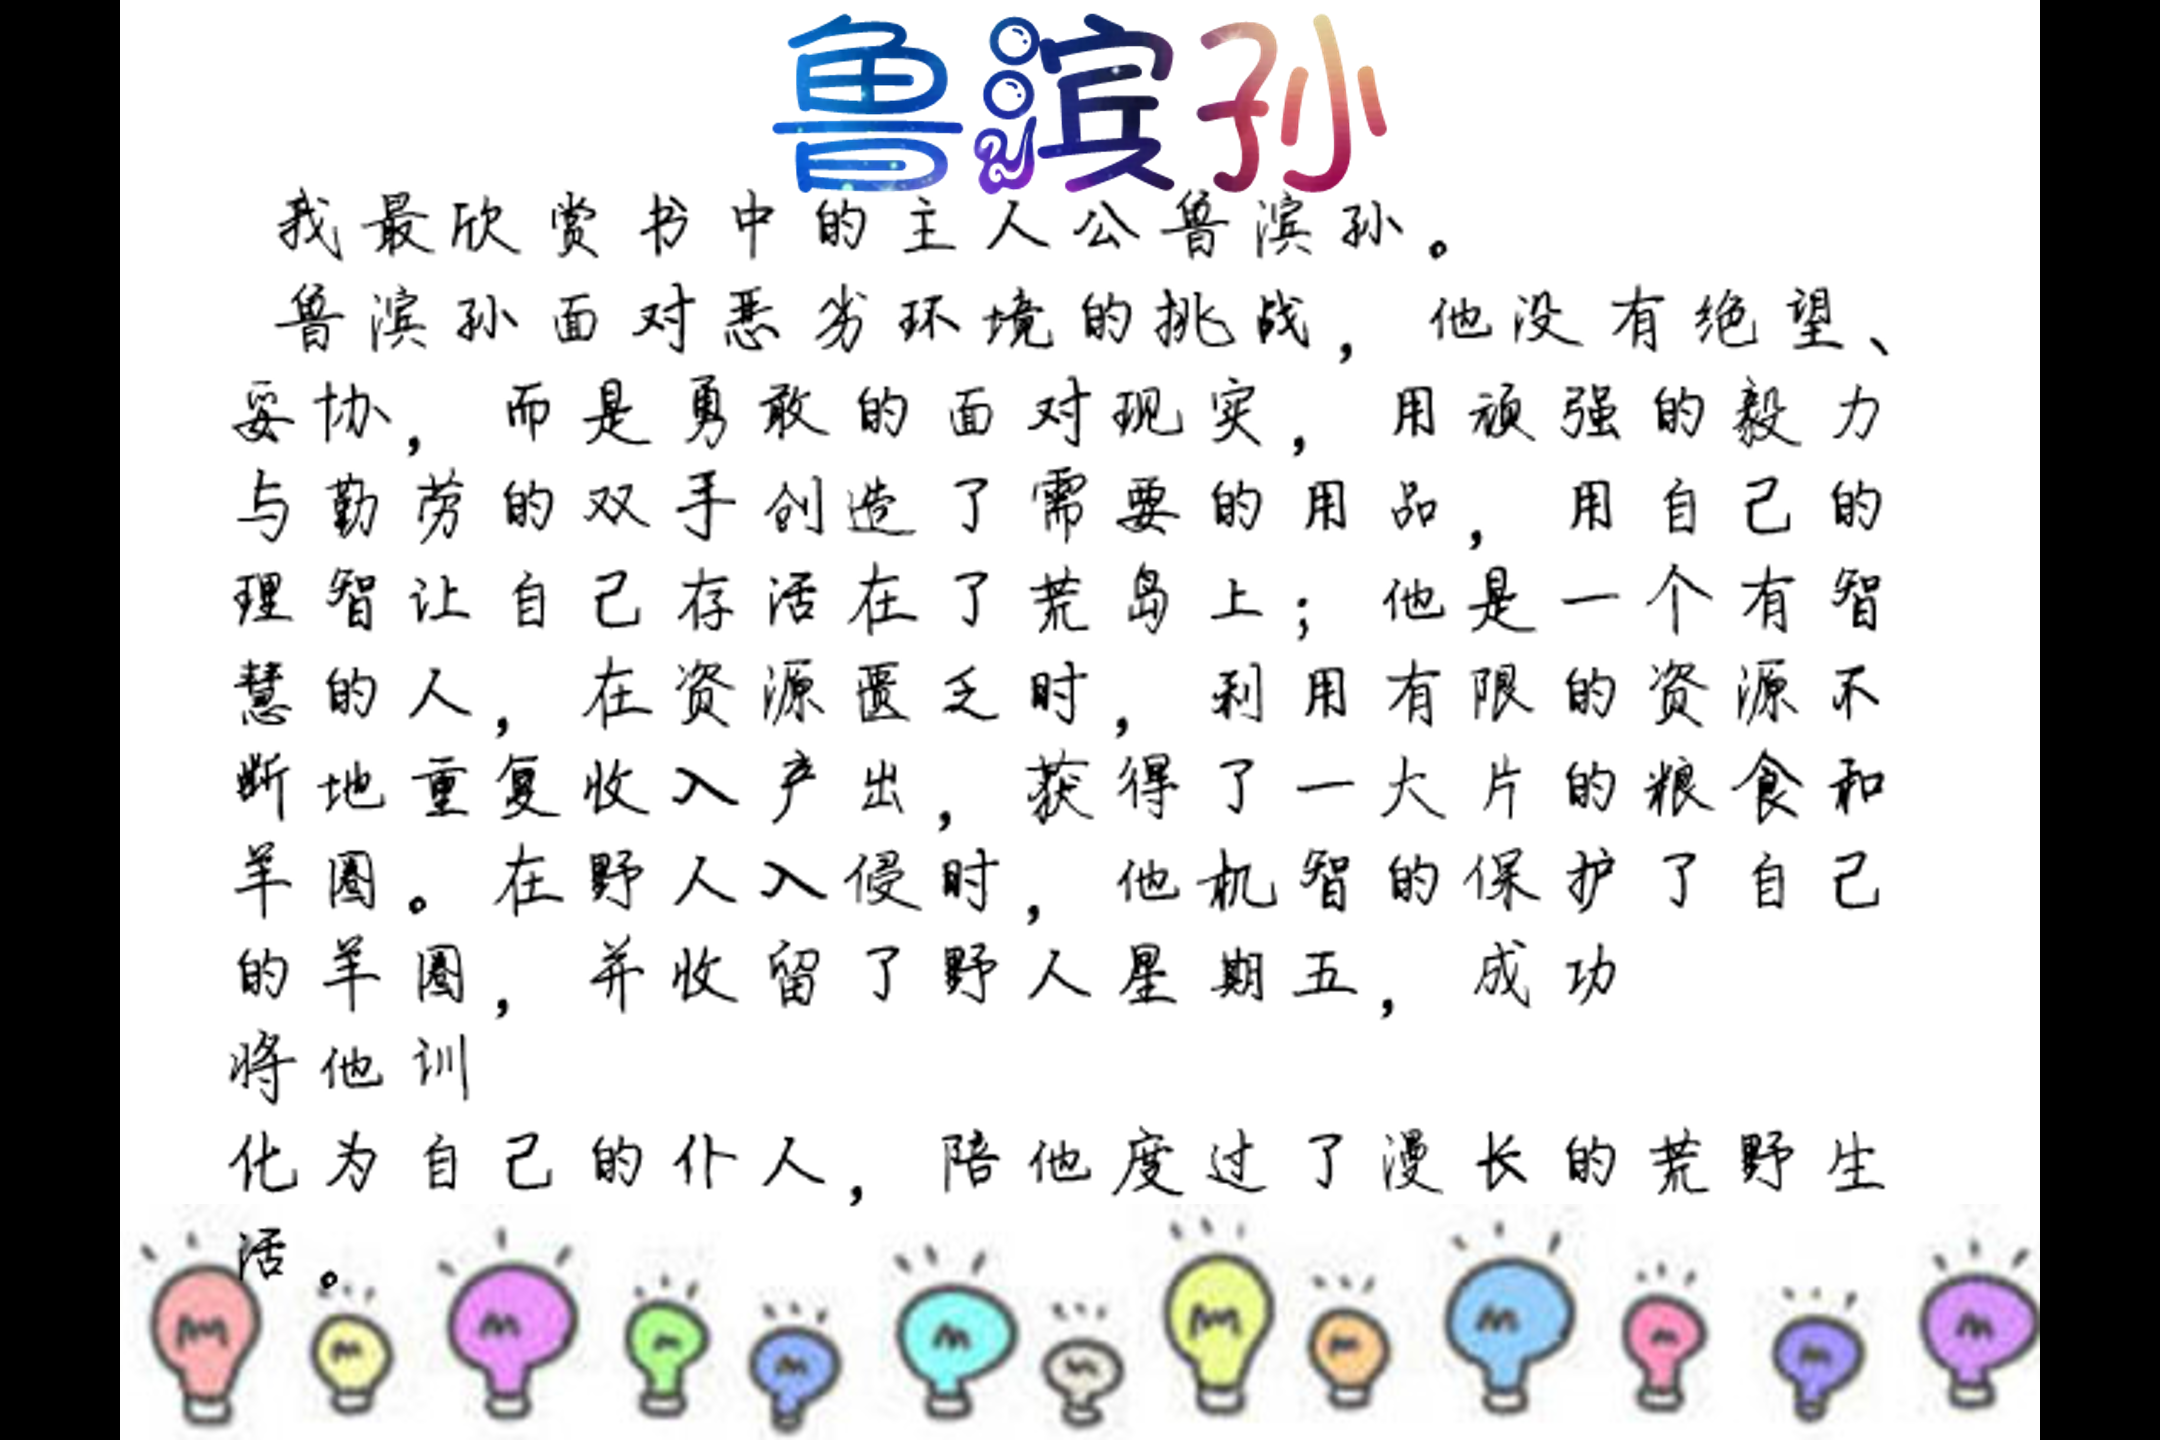 鲁滨孙
我最欣赏书中的主人公鲁滨孙。
鲁滨孙面对恶劣环境的挑战，他没有绝望、
妥协，而是勇敢的面对现实，用顽强的毅力
与勤劳的双手创造了需要的用品，用自己的
理智让自己存活在了荒岛上；他是一个有智
慧的人，在资源匮乏时，利用有限的资源不
断地重复收入产出，获得了一大片的粮食和
羊圈。在野人入侵时，他机智的保护了自己
的羊圈，并收留了野人星期五，成功
将他训
化为自己的仆人，陪他度过了漫长的荒野生
活。